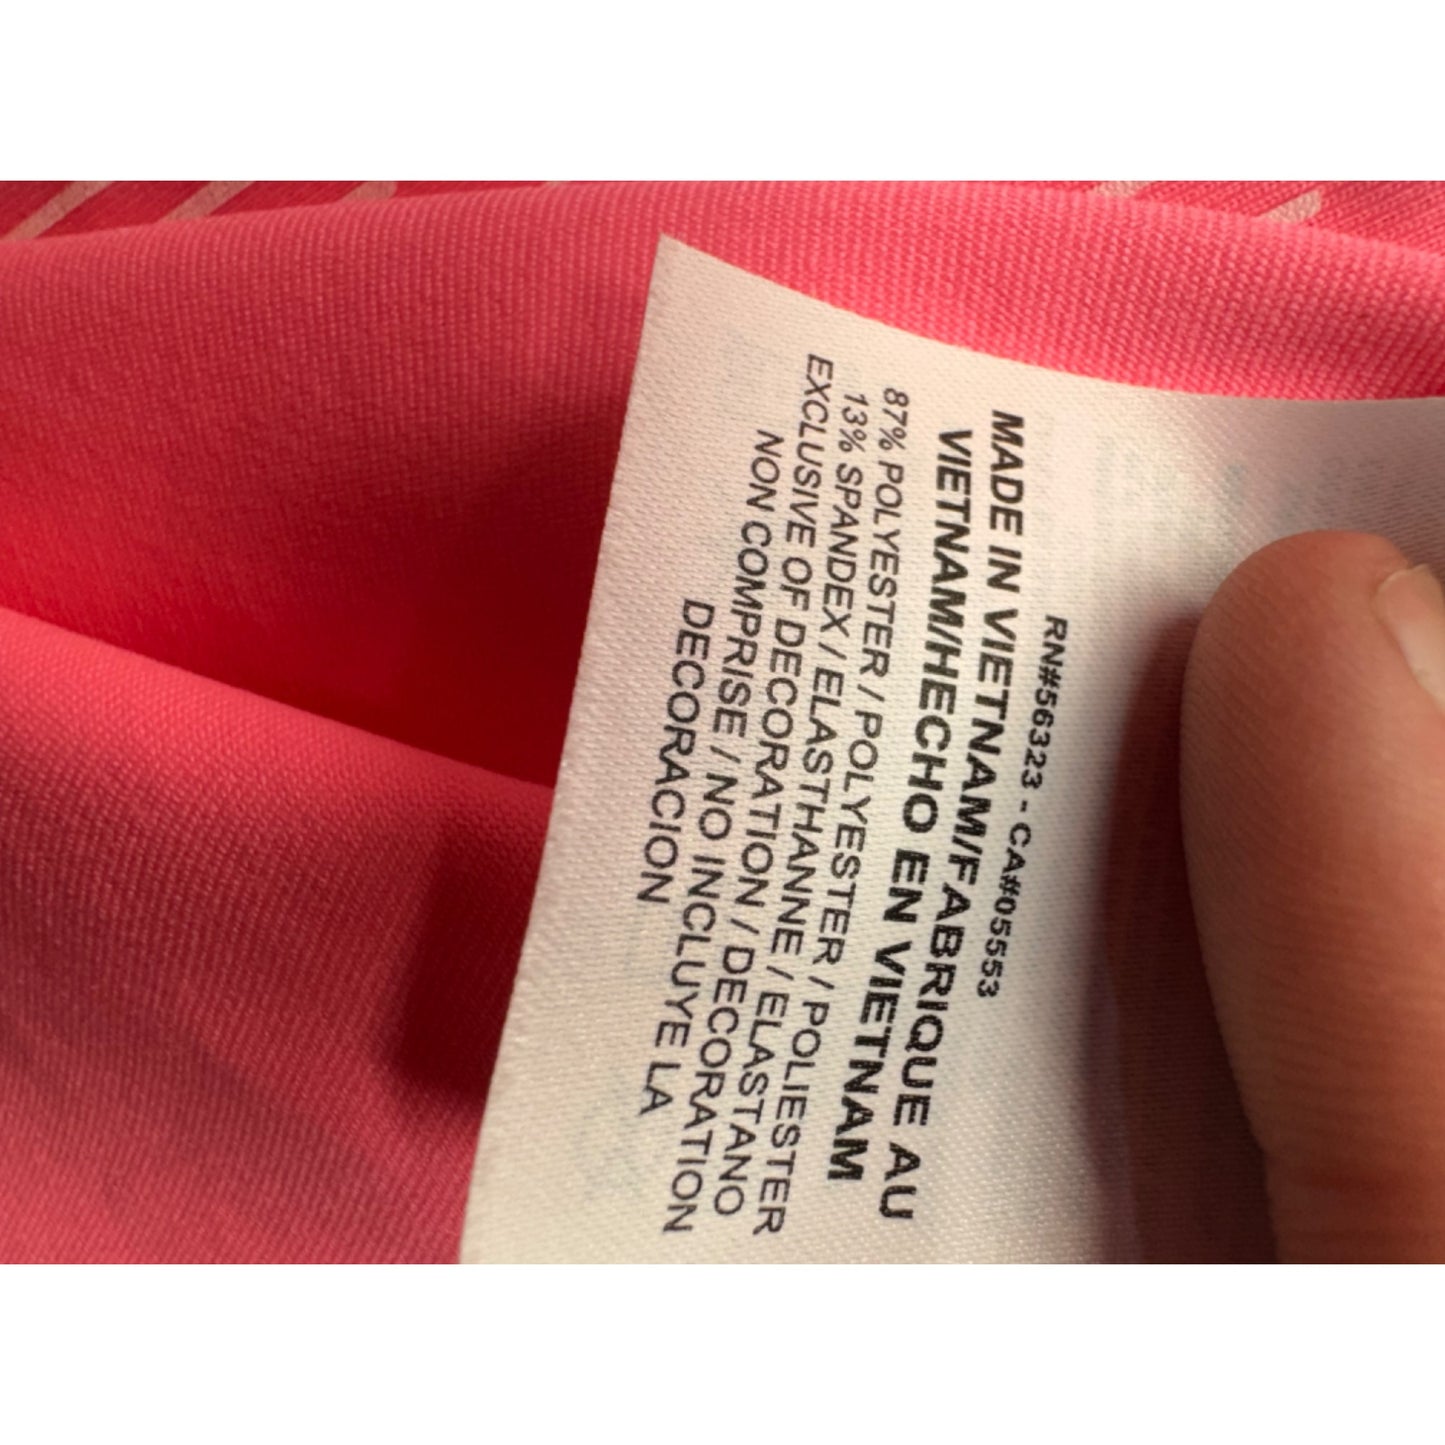 RN#56323 - CA#05553
MADE IN VIETNAM/FABRIQUE AU
VIETNAM/HECHO EN VIETNAM
87% POLYESTER / POLYESTER / POLIESTER
13% SPANDEX / ELASTHANNE / ELASTANO
EXCLUSIVE OF DECORATION / DECORATION
NON COMPRISE / NO INCLUYE LA
DECORACION